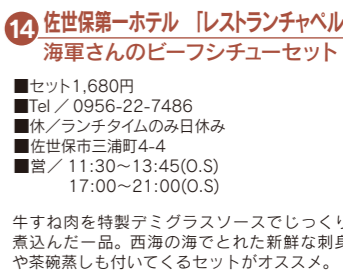 14 佐世保第一ホテル 「レストランチャペル
海軍さんのビーフシチューセット
■セット1,680円
■Tel／0956-22-7486
■休／ランチタイムのみ日休み
■佐世保市三浦町4-4
■営／11:30～13:45(O.S)
17:00～21:00(O.S)
牛すね肉を特製デミグラスソースでじっくり
煮込んだ一品。西海の海でとれた新鮮な刺身
や茶碗蒸しも付いてくるセットがオススメ。